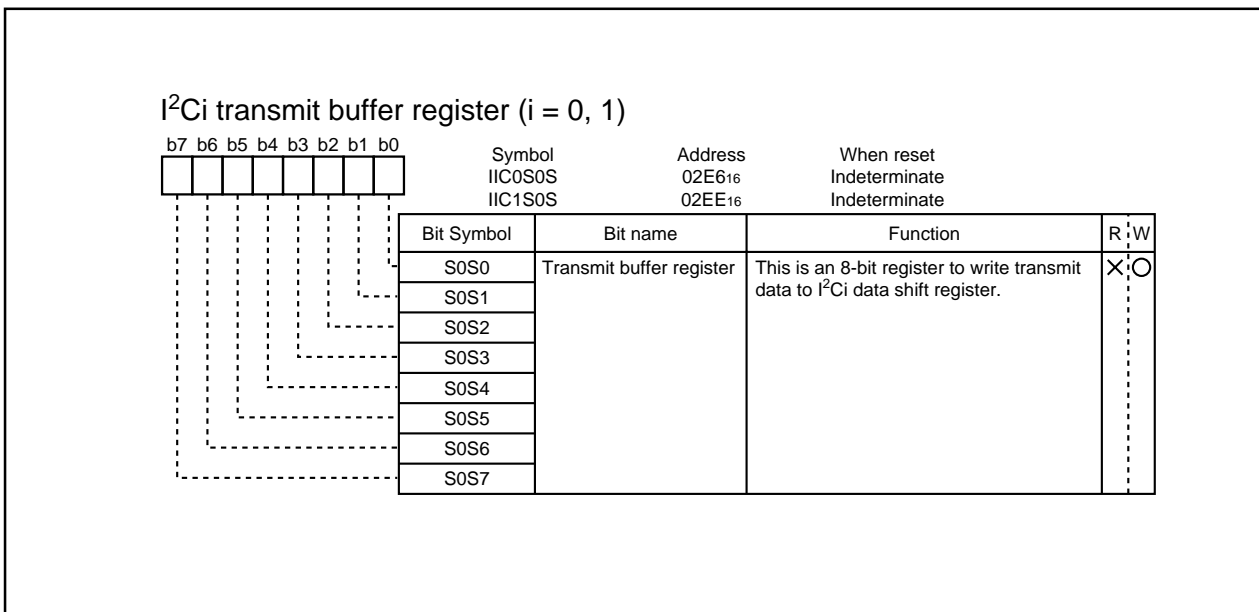 I²Ci transmit buffer register (i = 0, 1)
b7 b6 b5 b4 b3 b2 b1 b0
Symbol Address When reset
IIC0S0S 02E6₁₆ Indeterminate
IIC1S0S 02EE₁₆ Indeterminate
Bit Symbol Bit name Function R W
S0S0 Transmit buffer register This is an 8-bit register to write transmit
data to I²Ci data shift register.
S0S1
S0S2
S0S3
S0S4
S0S5
S0S6
S0S7